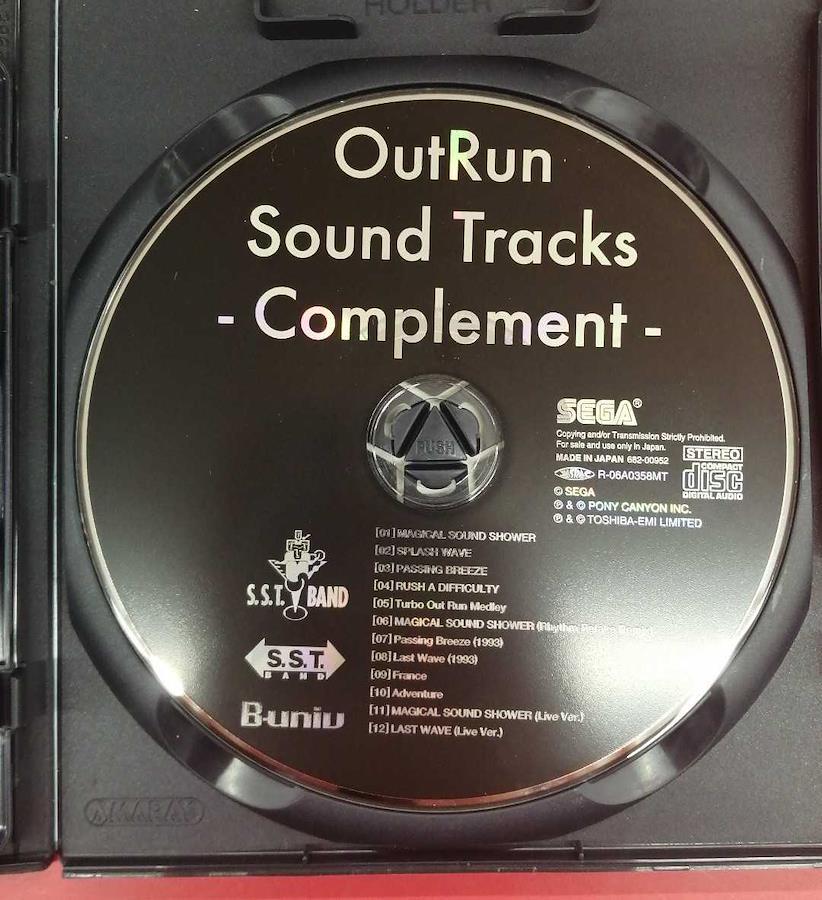 HOLDER
OutRun
Sound Tracks
- Complement -
PUSH
SEGA®
Copying and/or Transmission Strictly Prohibited.
For sale and use only in Japan.
MADE IN JAPAN 682-00952
R-06A0358MT
STEREO
COMPACT
disc
DIGITAL AUDIO
© SEGA
℗ & © PONY CANYON INC.
℗ & © TOSHIBA-EMI LIMITED
[01] MAGICAL SOUND SHOWER
[02] SPLASH WAVE
[03] PASSING BREEZE
[04] RUSH A DIFFICULTY
[05] Turbo Out Run Medley
[06] MAGICAL SOUND SHOWER (Rhythm
[07] Passing Breeze (1993)
[08] Last Wave (1993)
[09] France
[10] Adventure
[11] MAGICAL SOUND SHOWER (Live Ver.)
[12] LAST WAVE (Live Ver.)
S.S.T. BAND
S.S.T.
BAND
B-univ
AMARAY